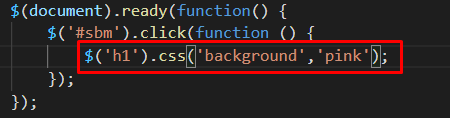 $(document).ready(function() {
    $('#sbm').click(function () {
        $('h1').css('background','pink');
    });
});